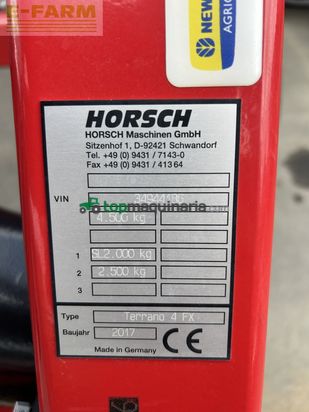 E-FARM
NEW
AGRIC
HORSCH
HORSCH Maschinen GmbH
Sitzenhof 1, D-92421 Schwandorf
Tel. +49 (0) 9431 / 7143-0
Fax +49 (0) 9431 / 41364
VIN
topmaquinaria
4.500 kg
1 SL2.000 kg
2 2.500 kg
3
Type Terrano 4 FX
Baujahr 2017 CE
Made in Germany